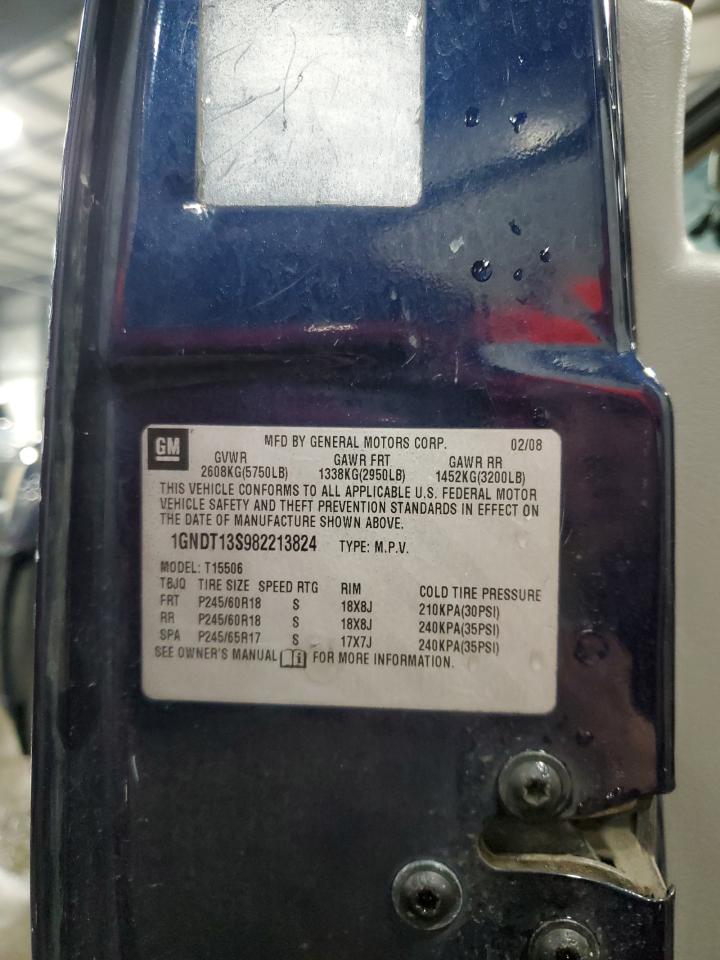 GM
MFD BY GENERAL MOTORS CORP. 02/08
GVWR GAWR FRT GAWR RR
2608KG(5750LB) 1338KG(2950LB) 1452KG(3200LB)
THIS VEHICLE CONFORMS TO ALL APPLICABLE U.S. FEDERAL MOTOR
VEHICLE SAFETY AND THEFT PREVENTION STANDARDS IN EFFECT ON
THE DATE OF MANUFACTURE SHOWN ABOVE.
1GNDT13S982213824 TYPE: M.P.V.
MODEL: T15506
TBJQ TIRE SIZE SPEED RTG RIM COLD TIRE PRESSURE
FRT P245/60R18 S 18X8J 210KPA(30PSI)
RR P245/60R18 S 18X8J 240KPA(35PSI)
SPA P245/65R17 S 17X7J 240KPA(35PSI)
SEE OWNER'S MANUAL FOR MORE INFORMATION.